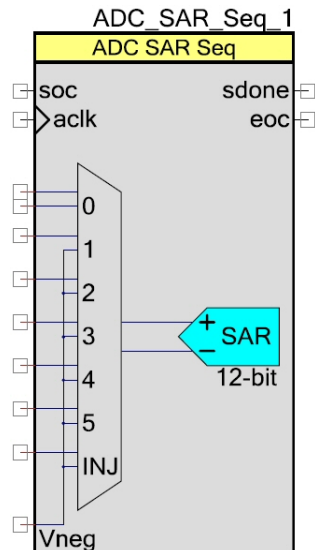 ADC_SAR_Seq_1
ADC SAR Seq
soc
sdone
aclk
eoc
0
1
2
+
3
SAR
−
4
12-bit
5
INJ
Vneg